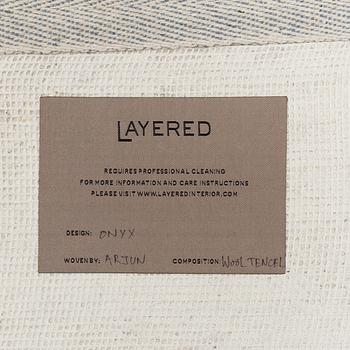 LAYERED
REQUIRES PROFESSIONAL CLEANING
FOR MORE INFORMATION AND CARE INSTRUCTIONS
PLEASE VISIT WWW.LAYEREDINTERIOR.COM
DESIGN: ONYX
WOVEN BY: ARJUN COMPOSITION: WOOL TENCEL